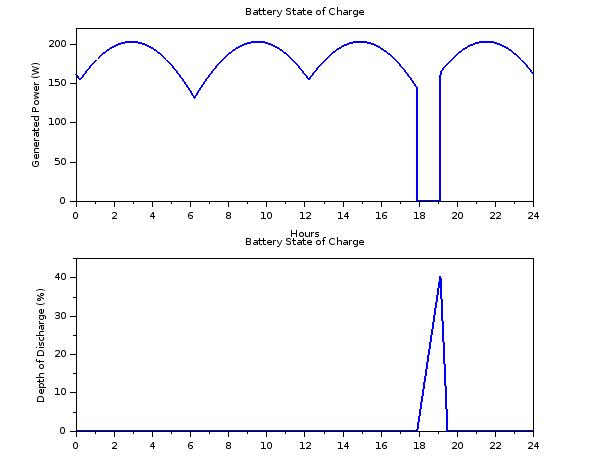 Battery State of Charge
Generated Power (W)
200
150
100
50
0
0 2 4 6 8 10 12 14 16 18 20 22 24
Hours
Battery State of Charge
Depth of Discharge (%)
40
30
20
10
0
0 2 4 6 8 10 12 14 16 18 20 22 24